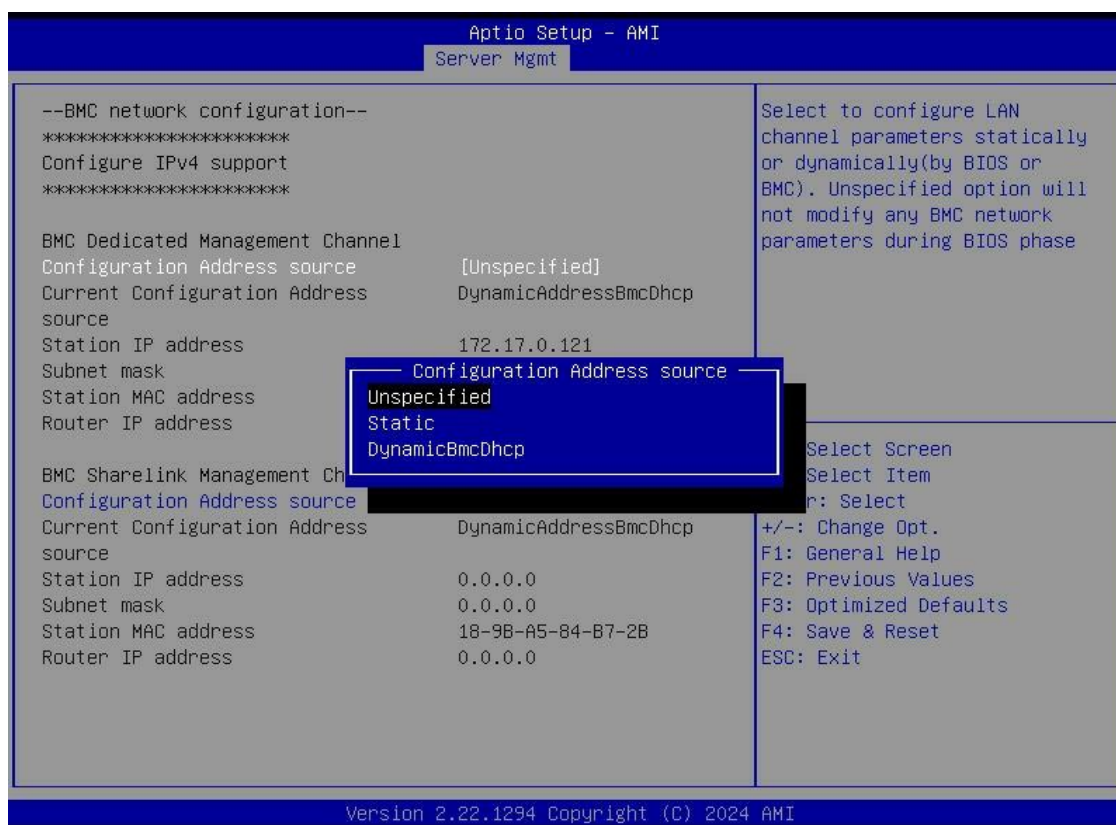 Aptio Setup - AMI
Server Mgmt
--BMC network configuration--
***********************
Configure IPv4 support
***********************
BMC Dedicated Management Channel
Configuration Address source [Unspecified]
Current Configuration Address DynamicAddressBmcDhcp
source
Station IP address 172.17.0.121
Subnet mask
Station MAC address
Router IP address
BMC Sharelink Management Ch
Configuration Address source
Current Configuration Address DynamicAddressBmcDhcp
source
Station IP address 0.0.0.0
Subnet mask 0.0.0.0
Station MAC address 18-9B-A5-84-B7-2B
Router IP address 0.0.0.0
Configuration Address source
Unspecified
Static
DynamicBmcDhcp
Select to configure LAN
channel parameters statically
or dynamically(by BIOS or
BMC). Unspecified option will
not modify any BMC network
parameters during BIOS phase
Select Screen
Select Item
r: Select
+/-: Change Opt.
F1: General Help
F2: Previous Values
F3: Optimized Defaults
F4: Save & Reset
ESC: Exit
Version 2.22.1294 Copyright (C) 2024 AMI